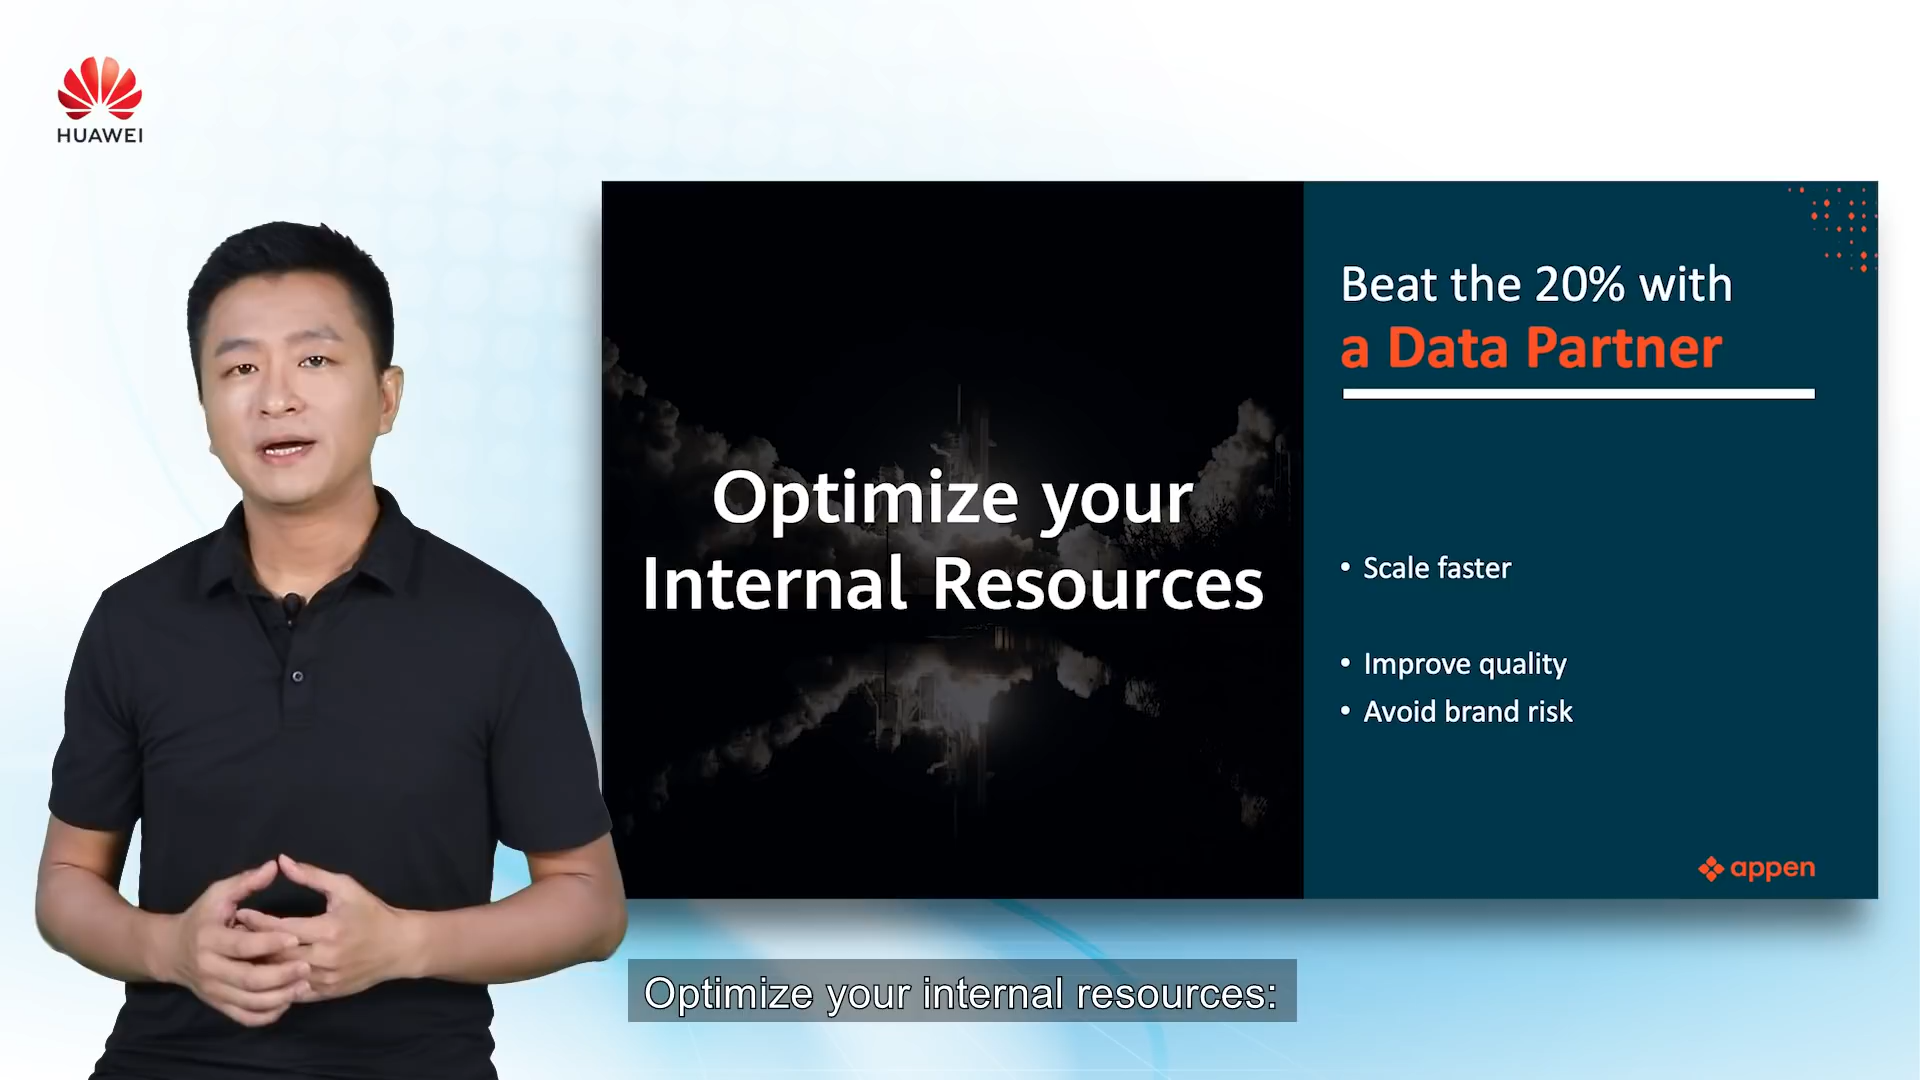 HUAWEI
Beat the 20% with
a Data Partner
Optimize your
Internal Resources
• Scale faster
• Improve quality
• Avoid brand risk
appen
Optimize your internal resources: